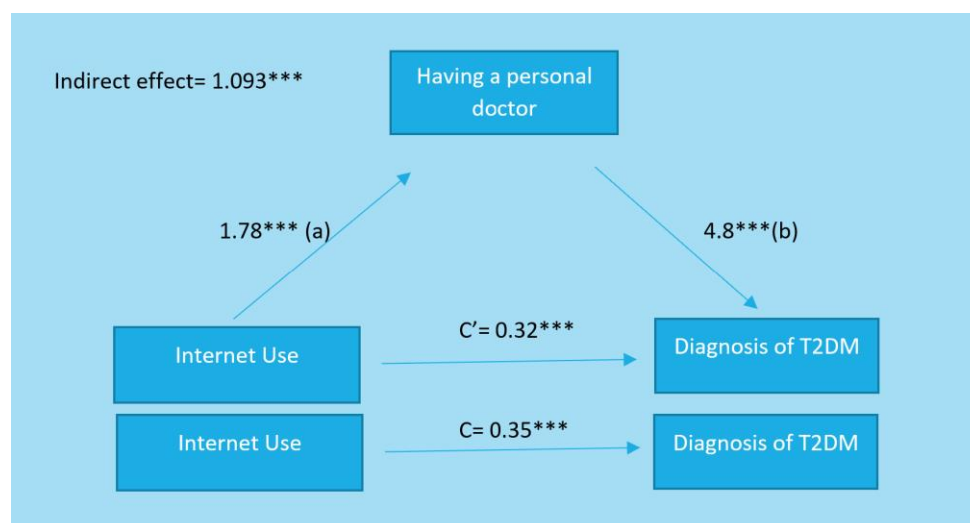 Indirect effect= 1.093***
Having a personal
doctor
1.78*** (a)
4.8***(b)
Internet Use
C’= 0.32***
Diagnosis of T2DM
Internet Use
C= 0.35***
Diagnosis of T2DM